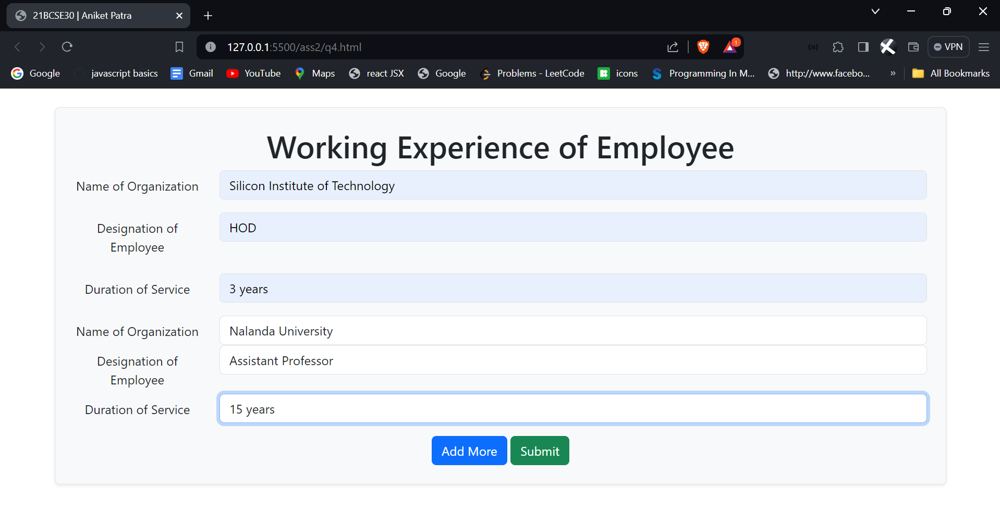 21BCSE30 | Aniket Patra
127.0.0.1:5500/ass2/q4.html
1
VPN
Google
javascript basics
Gmail
YouTube
Maps
react JSX
Google
Problems - LeetCode
icons
Programming In M...
http://www.facebo...
»
All Bookmarks
Working Experience of Employee
Name of Organization
Silicon Institute of Technology
Designation of
Employee
HOD
Duration of Service
3 years
Name of Organization
Nalanda University
Designation of
Employee
Assistant Professor
Duration of Service
15 years
Add More
Submit